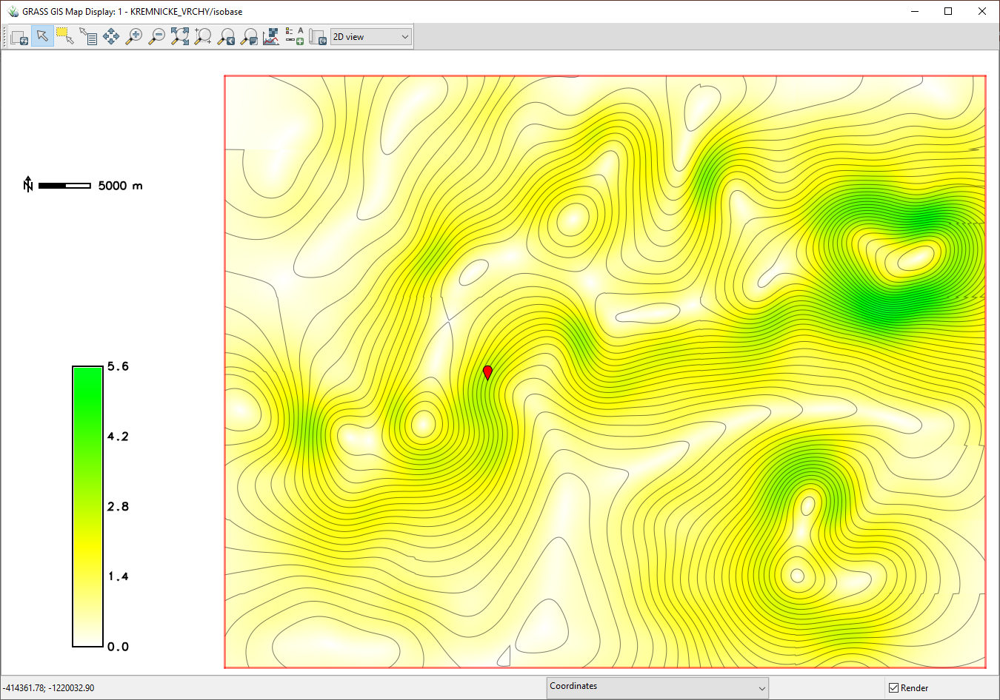 GRASS GIS Map Display: 1 - KREMNICKE_VRCHY/isobase
A
2D view
N
5000 m
5.6
4.2
2.8
1.4
0.0
-414361.78; -1220032.90
Coordinates
Render